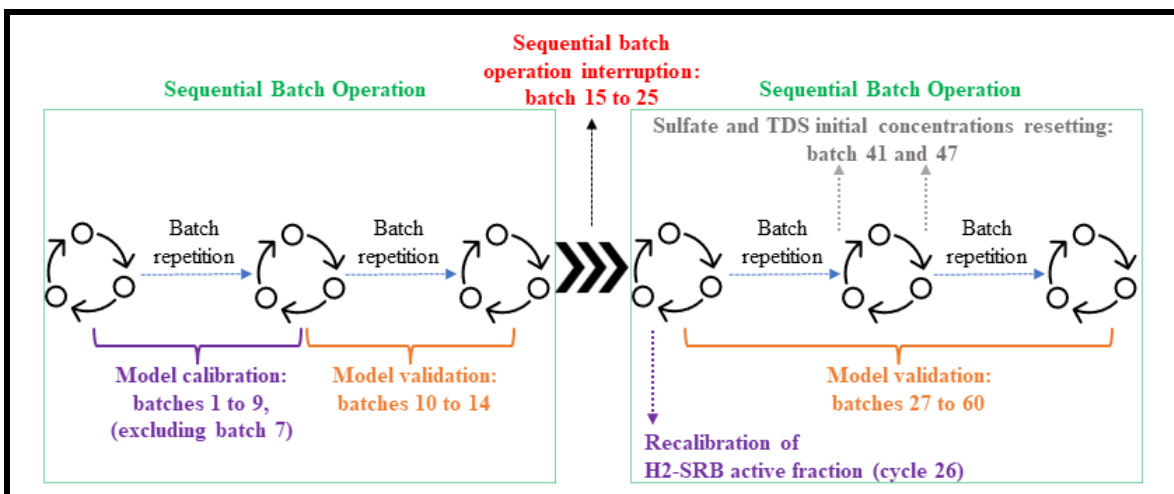 Sequential batch
operation interruption:
batch 15 to 25
Sequential Batch Operation
Sequential Batch Operation
Sulfate and TDS initial concentrations resetting:
batch 41 and 47
Batch
repetition
Batch
repetition
Batch
repetition
Batch
repetition
Model calibration:
batches 1 to 9,
(excluding batch 7)
Model validation:
batches 10 to 14
Model validation:
batches 27 to 60
Recalibration of
H2-SRB active fraction (cycle 26)